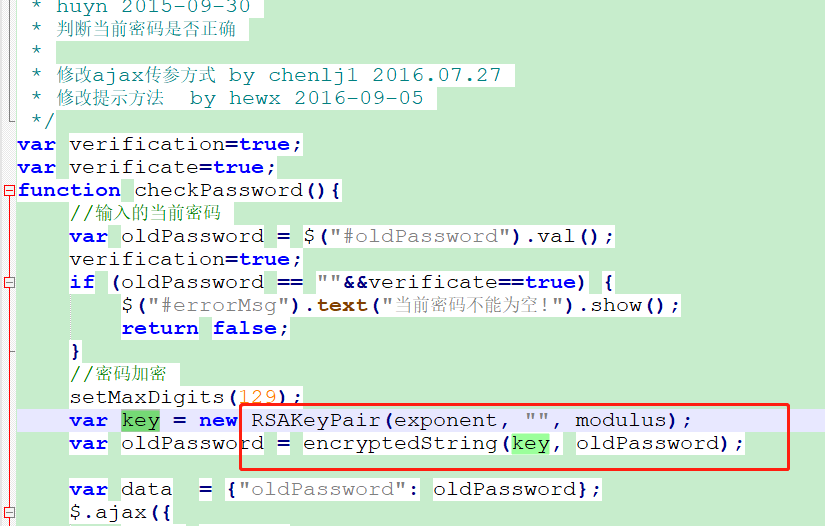 * huyn 2015-09-30
* 判断当前密码是否正确
*
* 修改ajax传参方式 by chenlj1 2016.07.27
* 修改提示方法  by hewx 2016-09-05
*/
var verification=true;
var verificate=true;
function checkPassword(){
//输入的当前密码
var oldPassword = $("#oldPassword").val();
verification=true;
if (oldPassword == ""&&verificate==true) {
$("#errorMsg").text("当前密码不能为空!").show();
return false;
}
//密码加密
setMaxDigits(129);
var key = new RSAKeyPair(exponent, "", modulus);
var oldPassword = encryptedString(key, oldPassword);
var data  = {"oldPassword": oldPassword};
$.ajax({